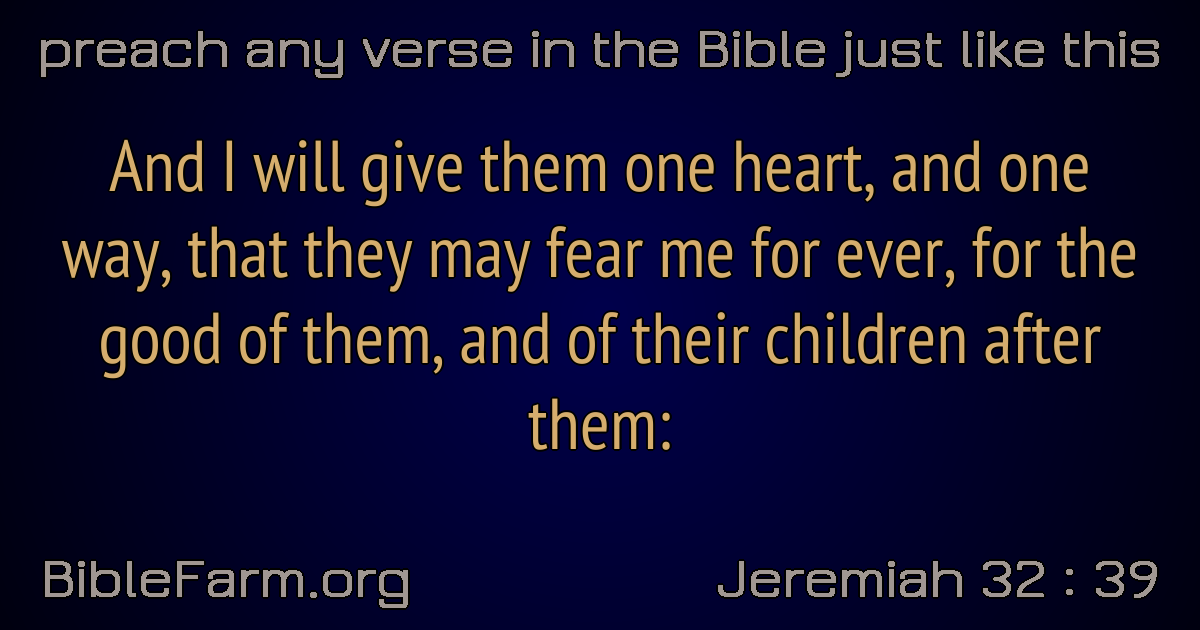 preach any verse in the Bible just like this
And I will give them one heart, and one
way, that they may fear me for ever, for the
good of them, and of their children after
them:
BibleFarm.org
Jeremiah 32 : 39